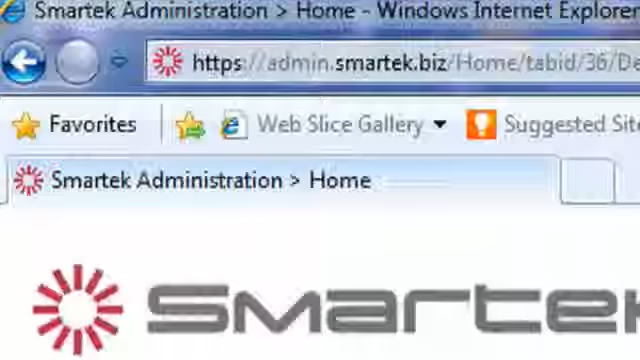 Smartek Administration > Home - Windows Internet Explorer
https://admin.smartek.biz/Home/tabid/36/De
Favorites Web Slice Gallery Suggested Sit
Smartek Administration > Home
Smartek